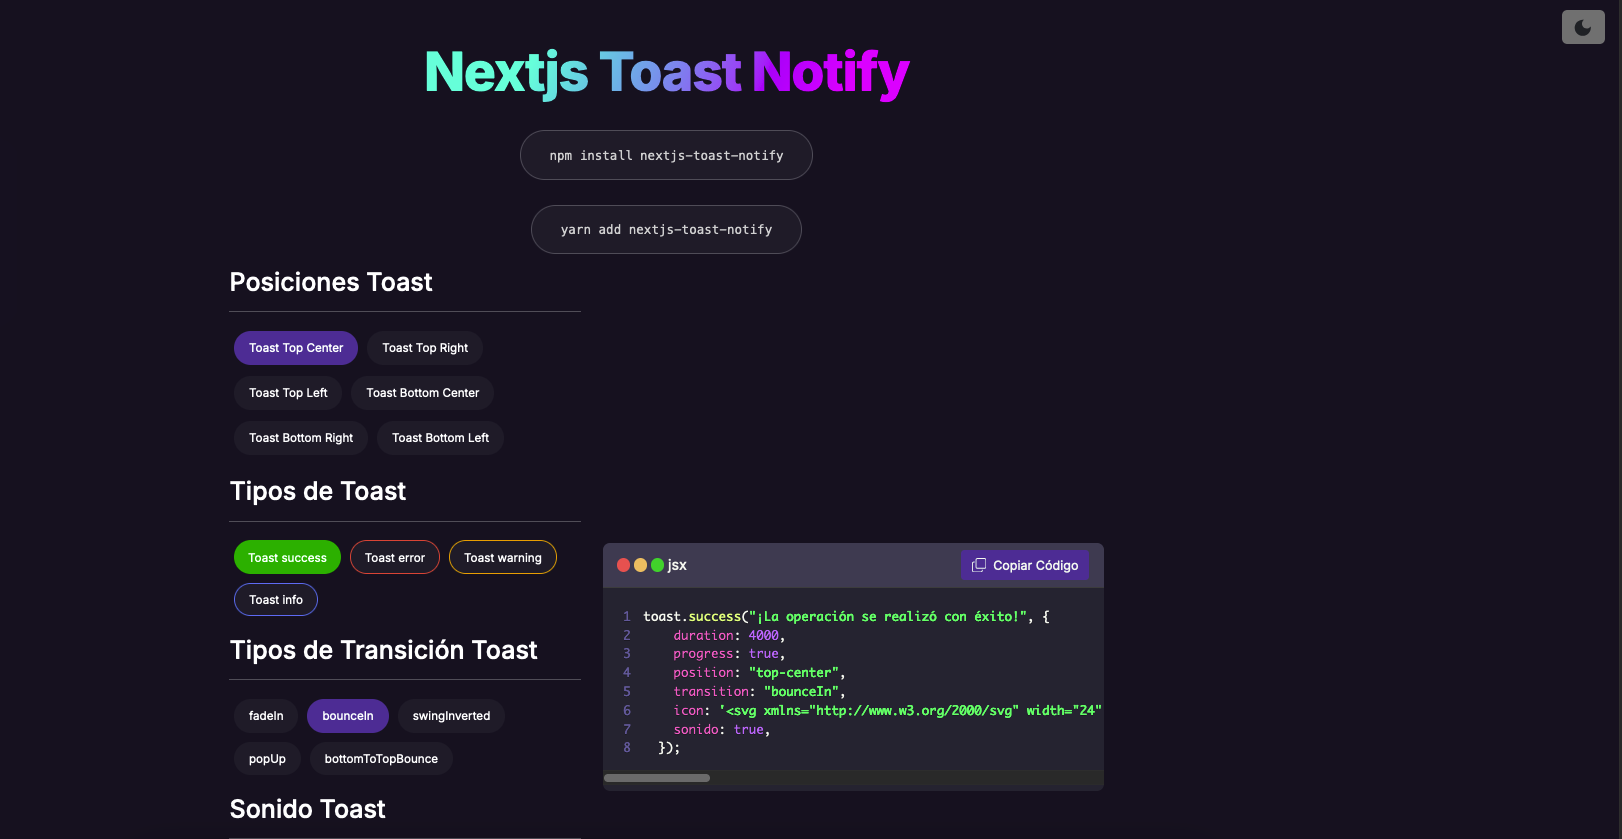 Nextjs Toast Notify
npm install nextjs-toast-notify
yarn add nextjs-toast-notify
Posiciones Toast
Toast Top Center
Toast Top Right
Toast Top Left
Toast Bottom Center
Toast Bottom Right
Toast Bottom Left
Tipos de Toast
Toast success
Toast error
Toast warning
Toast info
Tipos de Transición Toast
fadeIn
bounceIn
swingInverted
popUp
bottomToTopBounce
Sonido Toast
jsx
Copiar Código
1 toast.success("¡La operación se realizó con éxito!", {
2 duration: 4000,
3 progress: true,
4 position: "top-center",
5 transition: "bounceIn",
6 icon: '<svg xmlns="http://www.w3.org/2000/svg" width="24"
7 sonido: true,
8 });